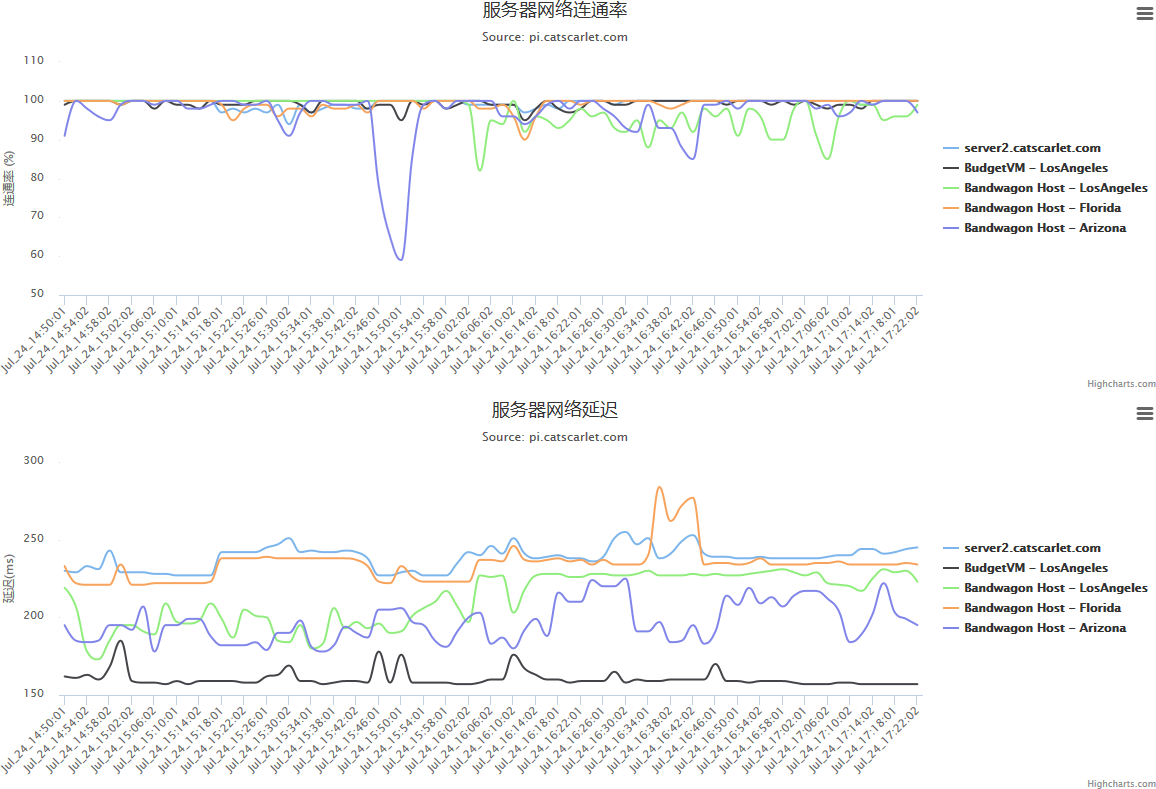 服务器网络连通率
Source: pi.catscarlet.com
连通率 (%)
110
100
90
80
70
60
50
Jul_24_14:50:01
Jul_24_14:54:02
Jul_24_14:58:02
Jul_24_15:02:02
Jul_24_15:06:02
Jul_24_15:10:01
Jul_24_15:14:02
Jul_24_15:18:01
Jul_24_15:22:02
Jul_24_15:26:01
Jul_24_15:30:02
Jul_24_15:34:01
Jul_24_15:38:01
Jul_24_15:42:02
Jul_24_15:46:01
Jul_24_15:50:01
Jul_24_15:54:01
Jul_24_15:58:01
Jul_24_16:02:02
Jul_24_16:06:02
Jul_24_16:10:02
Jul_24_16:14:02
Jul_24_16:18:01
Jul_24_16:22:01
Jul_24_16:26:01
Jul_24_16:30:02
Jul_24_16:34:01
Jul_24_16:38:02
Jul_24_16:42:02
Jul_24_16:46:01
Jul_24_16:50:01
Jul_24_16:54:02
Jul_24_16:58:01
Jul_24_17:02:01
Jul_24_17:06:02
Jul_24_17:10:02
Jul_24_17:14:02
Jul_24_17:18:01
Jul_24_17:22:02
server2.catscarlet.com
BudgetVM – LosAngeles
Bandwagon Host – LosAngeles
Bandwagon Host – Florida
Bandwagon Host – Arizona
Highcharts.com
服务器网络延迟
Source: pi.catscarlet.com
延迟(ms)
300
250
200
150
Jul_24_14:50:01
Jul_24_14:54:02
Jul_24_14:58:02
Jul_24_15:02:02
Jul_24_15:06:02
Jul_24_15:10:01
Jul_24_15:14:02
Jul_24_15:18:01
Jul_24_15:22:02
Jul_24_15:26:01
Jul_24_15:30:02
Jul_24_15:34:01
Jul_24_15:38:01
Jul_24_15:42:02
Jul_24_15:46:01
Jul_24_15:50:01
Jul_24_15:54:01
Jul_24_15:58:01
Jul_24_16:02:02
Jul_24_16:06:02
Jul_24_16:10:02
Jul_24_16:14:02
Jul_24_16:18:01
Jul_24_16:22:01
Jul_24_16:26:01
Jul_24_16:30:02
Jul_24_16:34:01
Jul_24_16:38:02
Jul_24_16:42:02
Jul_24_16:46:01
Jul_24_16:50:01
Jul_24_16:54:02
Jul_24_16:58:01
Jul_24_17:02:01
Jul_24_17:06:02
Jul_24_17:10:02
Jul_24_17:14:02
Jul_24_17:18:01
Jul_24_17:22:02
server2.catscarlet.com
BudgetVM – LosAngeles
Bandwagon Host – LosAngeles
Bandwagon Host – Florida
Bandwagon Host – Arizona
Highcharts.com